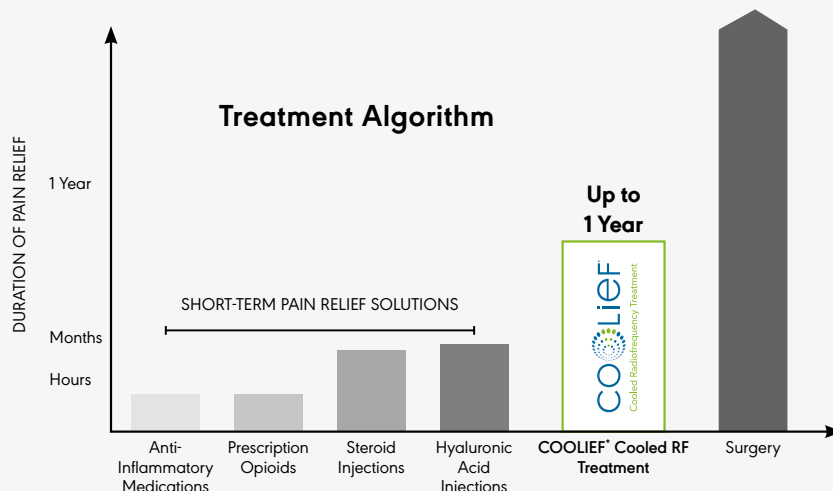 Treatment Algorithm
DURATION OF PAIN RELIEF
1 Year
Months
Hours
SHORT-TERM PAIN RELIEF SOLUTIONS
Up to
1 Year
COOLIEF
Cooled Radiofrequency Treatment
Anti-
Inflammatory
Medications
Prescription
Opioids
Steroid
Injections
Hyaluronic
Acid
Injections
COOLIEF* Cooled RF
Treatment
Surgery